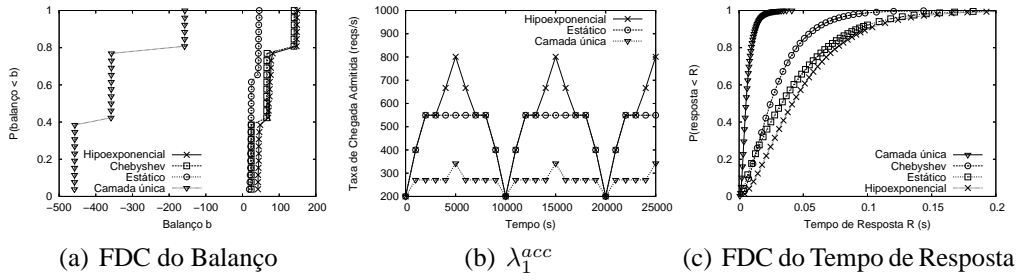 P(balanço < b)
1
0.8
0.6
0.4
0.2
0
Hipoexponencial
Chebyshev
Estático
Camada única
−500 −400 −300 −200 −100 0 100 200
Balanço b
(a) FDC do Balanço
Taxa de Chegada Admitida (reqs/s)
1000
900
800
700
600
500
400
300
200
Hipoexponencial
Estático
Camada única
0 5000 10000 15000 20000 25000
Tempo (s)
(b) λ₁ᵃᶜᶜ
P(resposta < R)
1
0.8
0.6
0.4
0.2
0
Camada única
Chebyshev
Estático
Hipoexponencial
0 0.05 0.1 0.15 0.2
Tempo de Resposta R (s)
(c) FDC do Tempo de Resposta